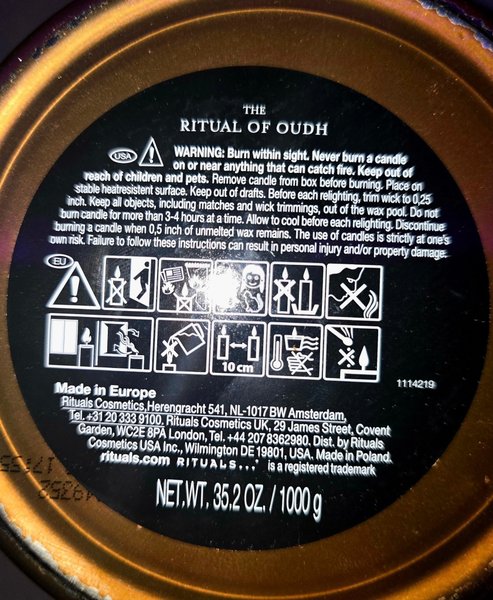 THE
RITUAL OF OUDH
USA WARNING: Burn within sight. Never burn a candle
on or near anything that can catch fire. Keep out of
reach of children and pets. Remove candle from box before burning. Place on
stable heatresistent surface. Keep out of drafts. Before each relighting, trim wick to 0,25
inch. Keep all objects, including matches and wick trimmings, out of the wax pool. Do not
burn candle for more than 3-4 hours at a time. Allow to cool before each relighting. Discontinue
burning a candle when 0,5 inch of unmelted wax remains. The use of candles is strictly at one's
own risk. Failure to follow these instructions can result in personal injury and/or property damage.
EU
10 cm
1114219
Made in Europe
Rituals Cosmetics,Herengracht 541, NL-1017 BW Amsterdam,
Tel. +31 20 333 9100. Rituals Cosmetics UK, 29 James Street, Covent
Garden, WC2E 8PA London, Tel. +44 207 8362980. Dist. by Rituals
Cosmetics USA Inc., Wilmington DE 19801, USA. Made in Poland.
rituals.com RITUALS...® is a registered trademark
NET.WT. 35.2 OZ. / 1000 g